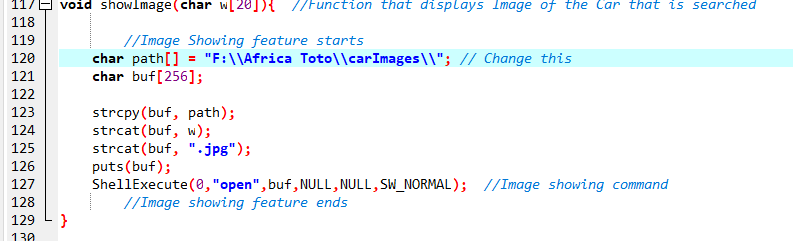 117 void showImage(char w[20]){  //Function that displays Image of the Car that is searched
118
119         //Image Showing feature starts
120     char path[] = "F:\\Africa Toto\\carImages\\"; // Change this
121     char buf[256];
122
123     strcpy(buf, path);
124     strcat(buf, w);
125     strcat(buf, ".jpg");
126     puts(buf);
127     ShellExecute(0,"open",buf,NULL,NULL,SW_NORMAL);  //Image showing command
128         //Image showing feature ends
129 }
130